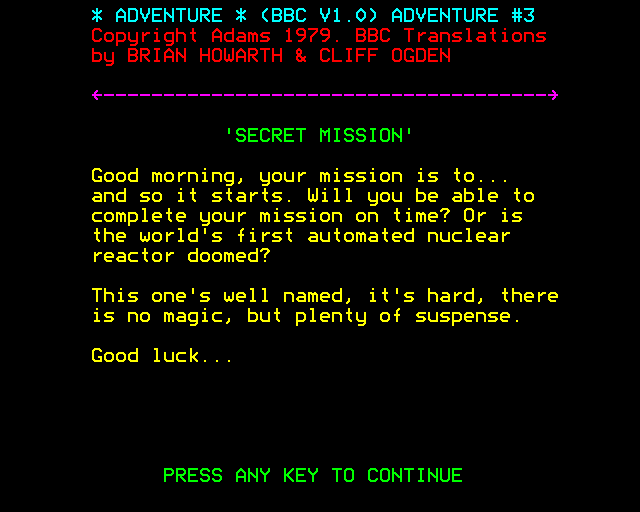 * ADVENTURE * (BBC V1.0) ADVENTURE #3
Copyright Adams 1979. BBC Translations
by BRIAN HOWARTH & CLIFF OGDEN
'SECRET MISSION'
Good morning, your mission is to...
and so it starts. Will you be able to
complete your mission on time? Or is
the world's first automated nuclear
reactor doomed?
This one's well named, it's hard, there
is no magic, but plenty of suspense.
Good luck...
PRESS ANY KEY TO CONTINUE